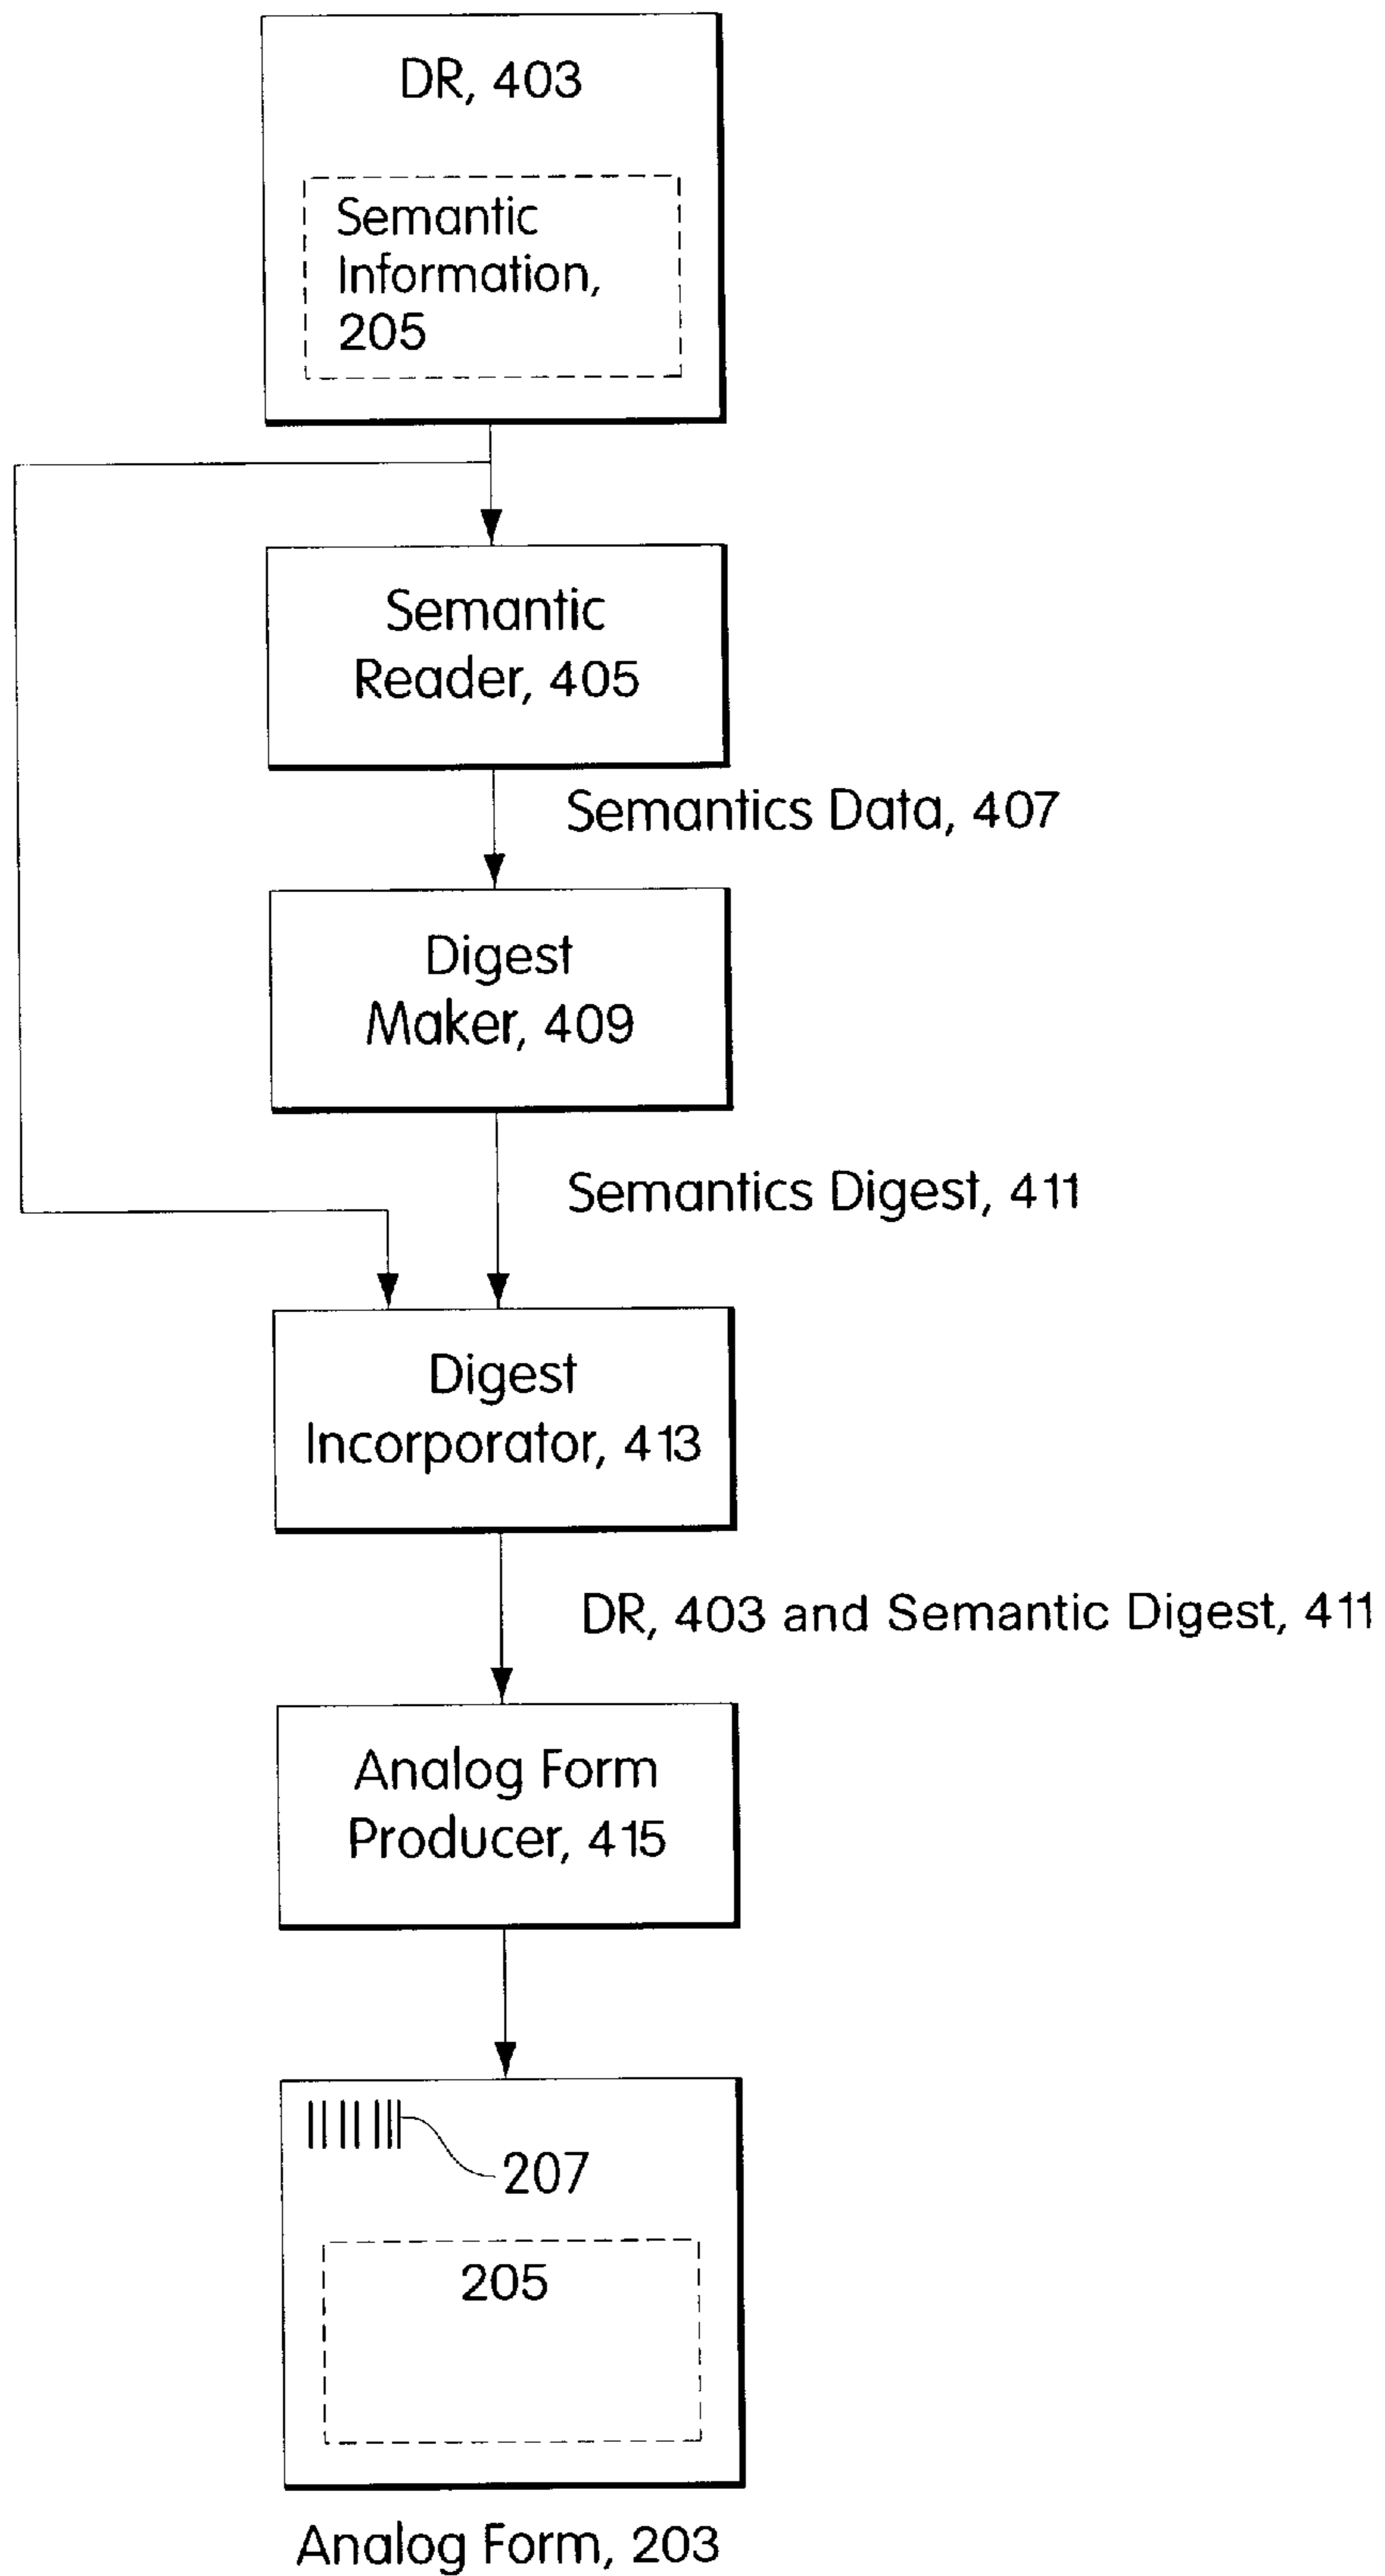 DR, 403
Semantic
Information,
205
Semantic
Reader, 405
Semantics Data, 407
Digest
Maker, 409
Semantics Digest, 411
Digest
Incorporator, 413
DR, 403 and Semantic Digest, 411
Analog Form
Producer, 415
207
205
Analog Form, 203